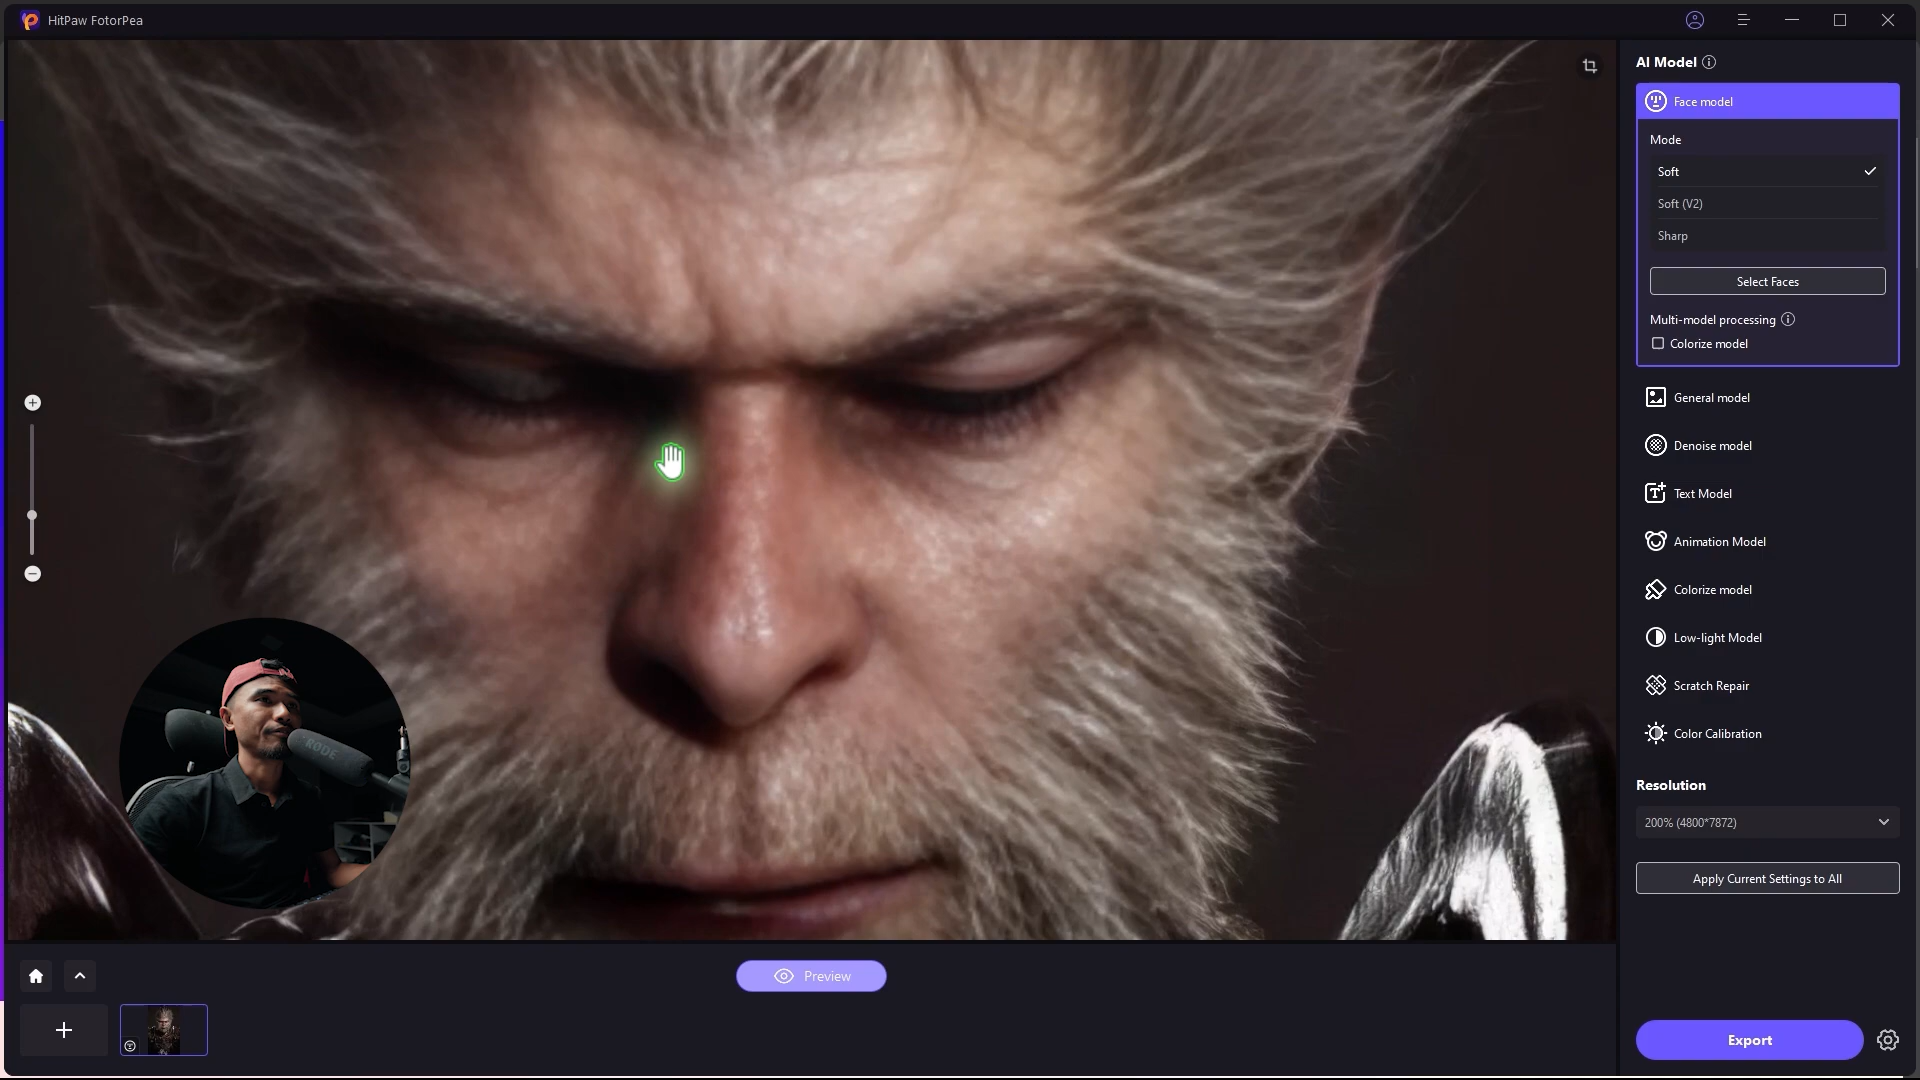 HitPaw FotorPea
AI Model
Face model
Mode
Soft
Soft (V2)
Sharp
Select Faces
Multi-model processing
Colorize model
General model
Denoise model
Text Model
Animation Model
Colorize model
Low-light Model
Scratch Repair
Color Calibration
Resolution
200% (4800*7872)
Apply Current Settings to All
RØDE
Preview
Export